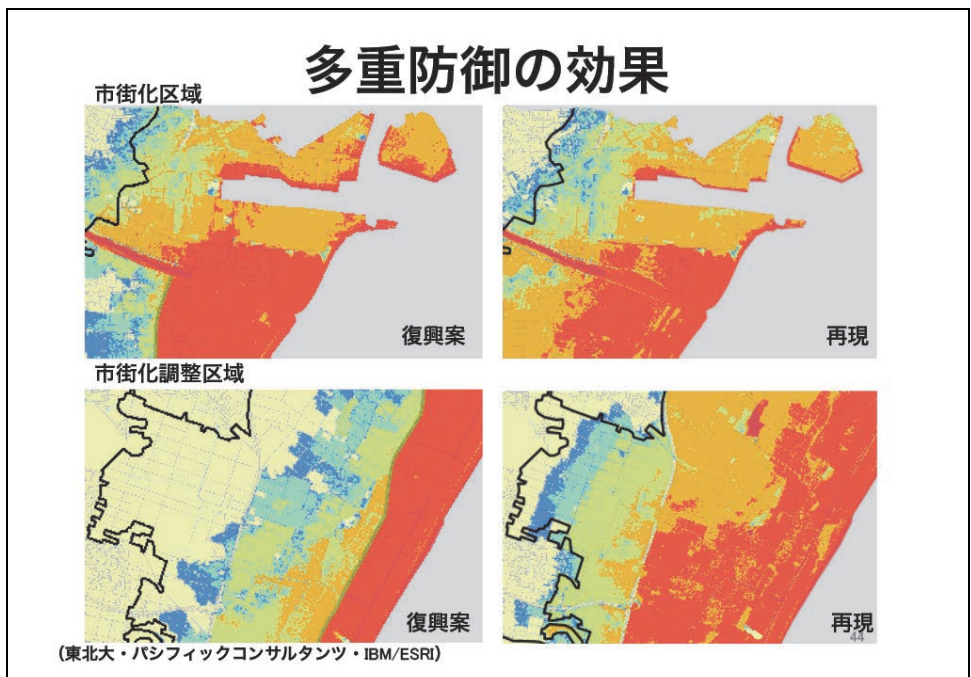 多重防御の効果
市街化区域
復興案
再現
市街化調整区域
復興案
再現
44
(東北大・パシフィックコンサルタンツ・IBM/ESRI)